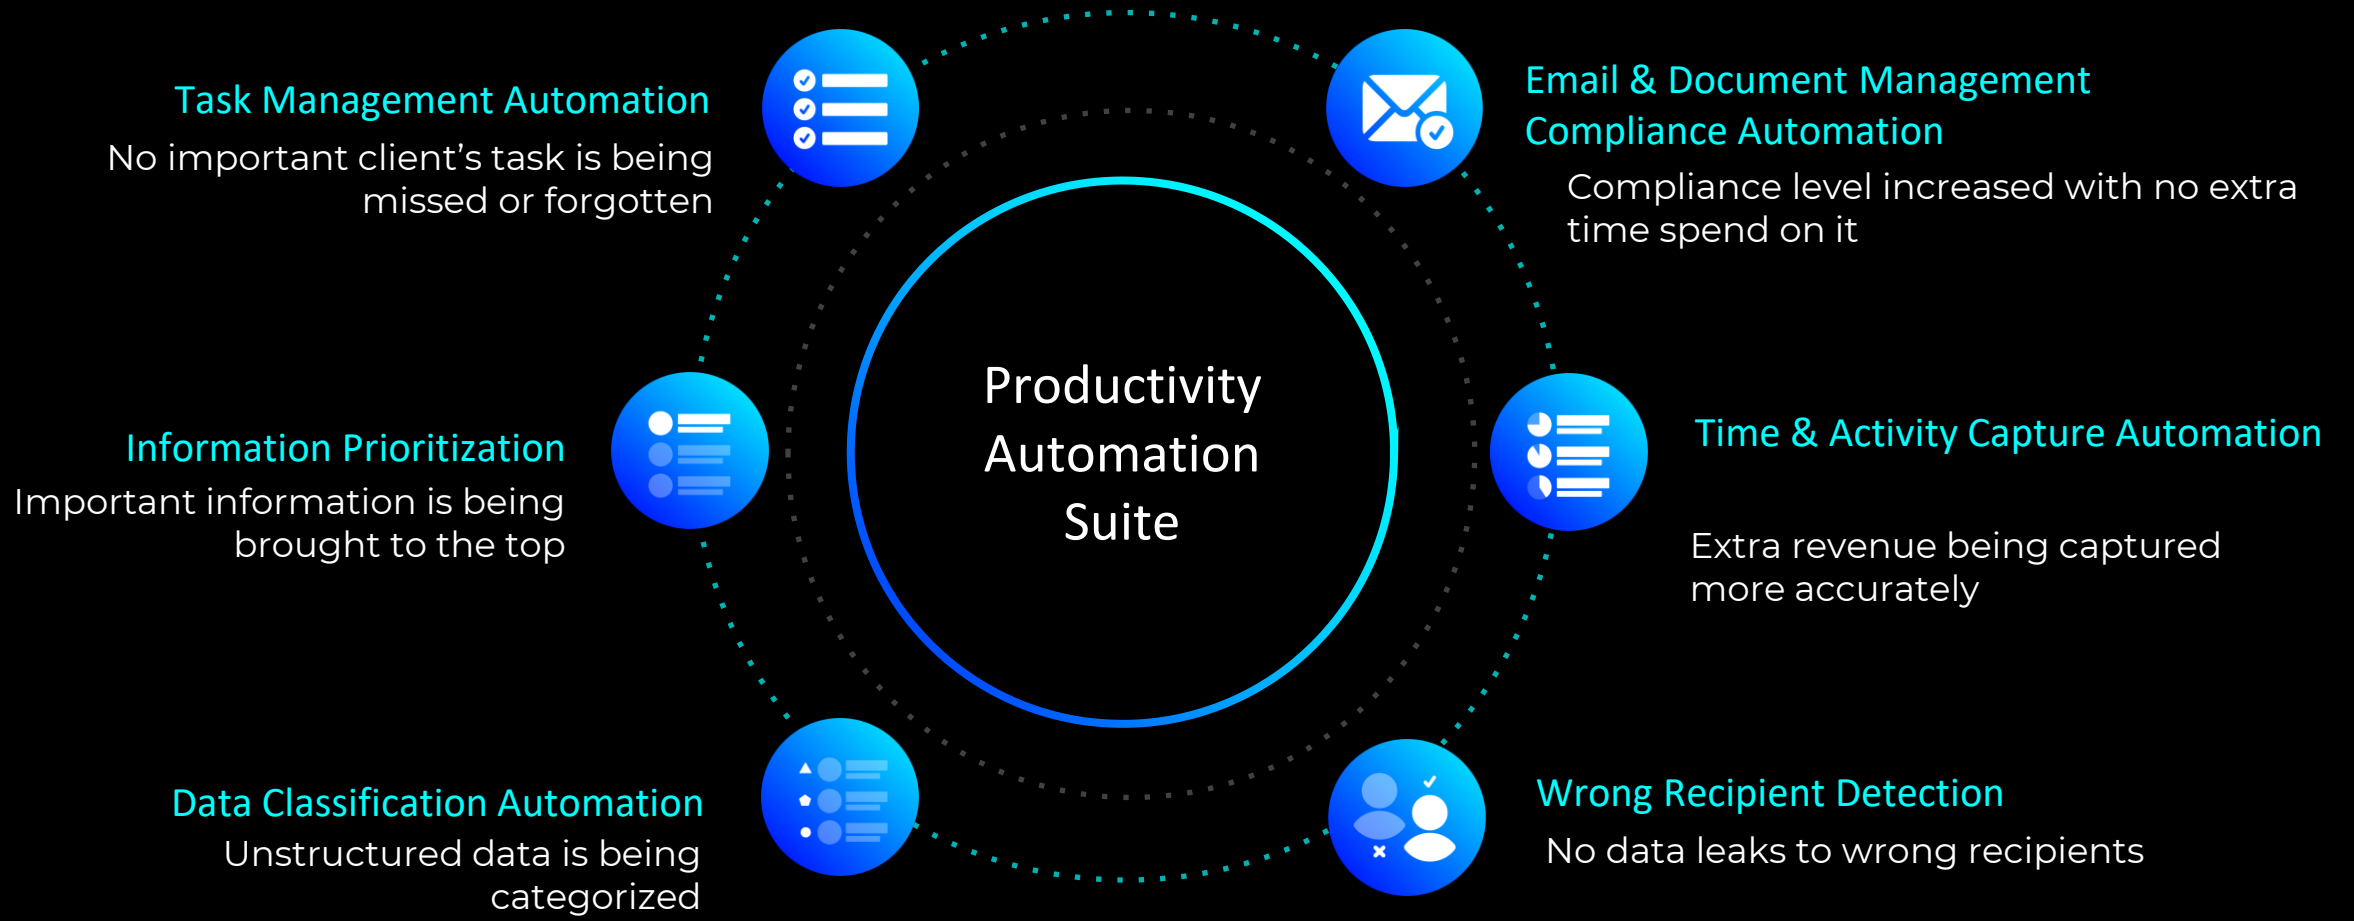 Task Management Automation
No important client’s task is being
missed or forgotten
Information Prioritization
Important information is being
brought to the top
Data Classification Automation
Unstructured data is being
categorized
Productivity
Automation
Suite
Email & Document Management
Compliance Automation
Compliance level increased with no extra
time spend on it
Time & Activity Capture Automation
Extra revenue being captured
more accurately
Wrong Recipient Detection
No data leaks to wrong recipients